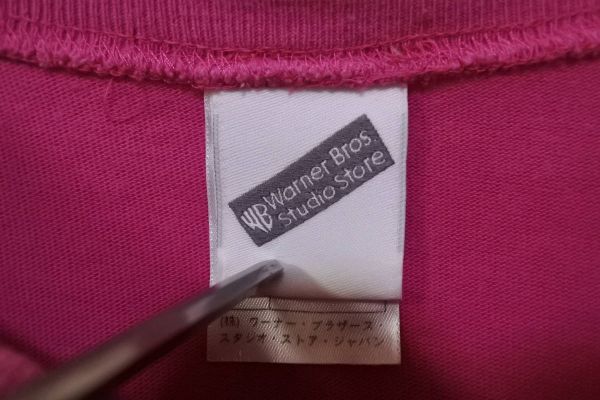 WB Warner Bros
Studio Store
(株) ワーナー・ブラザース・
スタジオ・ストア・ジャパン